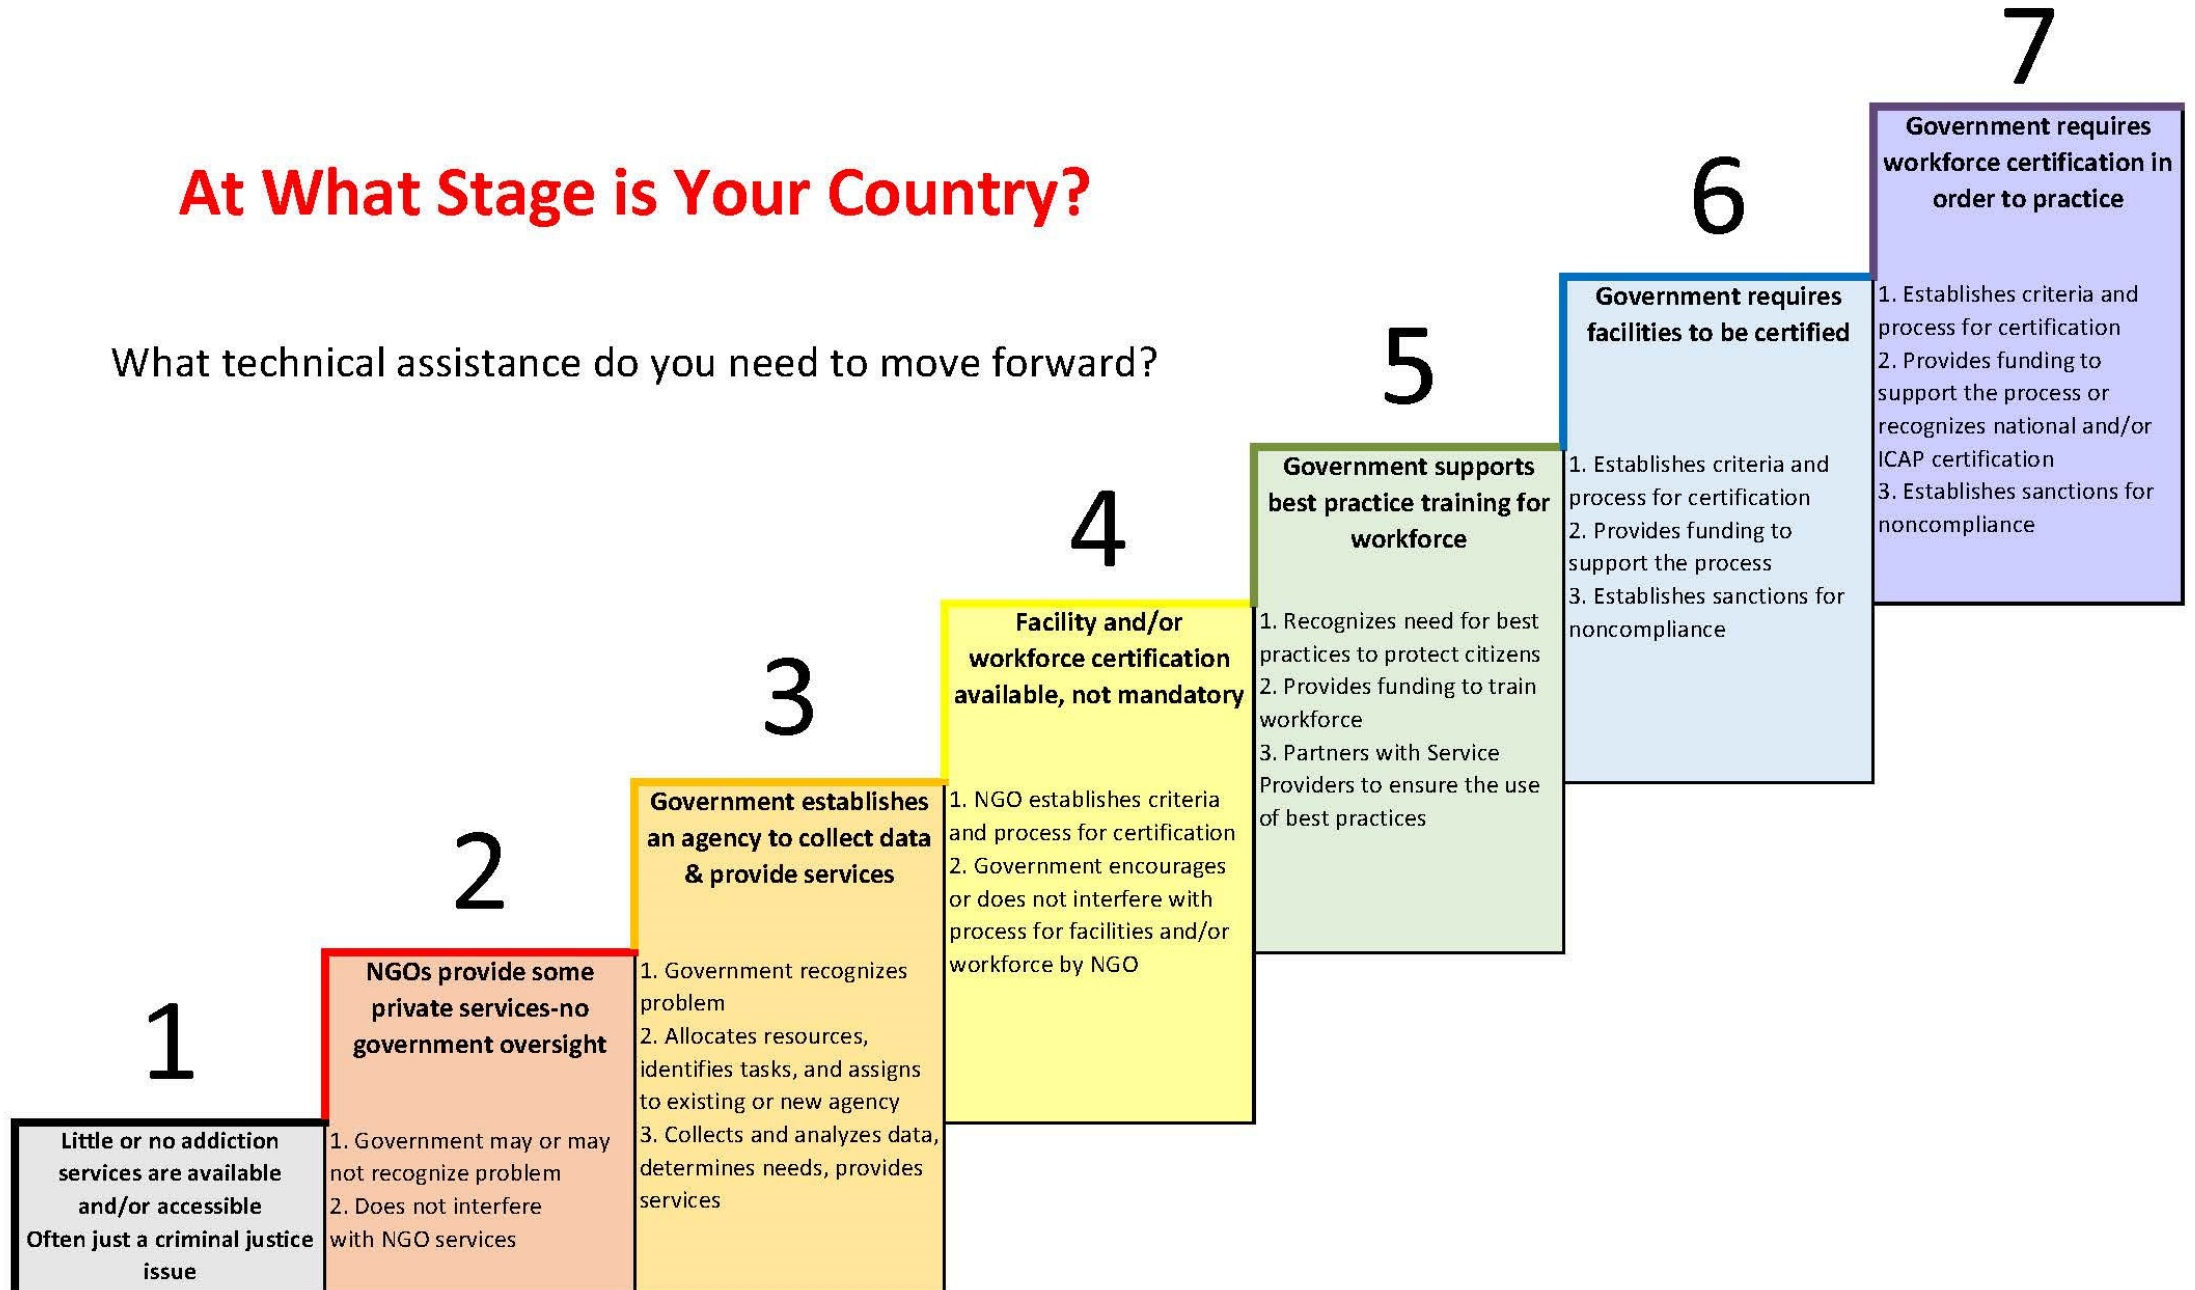 At What Stage is Your Country?
What technical assistance do you need to move forward?
1
Little or no addiction
services are available
and/or accessible
Often just a criminal justice
issue
2
NGOs provide some
private services-no
government oversight
1. Government may or may
not recognize problem
2. Does not interfere
with NGO services
3
Government establishes
an agency to collect data
& provide services
1. Government recognizes
problem
2. Allocates resources,
identifies tasks, and assigns
to existing or new agency
3. Collects and analyzes data,
determines needs, provides
services
4
Facility and/or
workforce certification
available, not mandatory
1. NGO establishes criteria
and process for certification
2. Government encourages
or does not interfere with
process for facilities and/or
workforce by NGO
5
Government supports
best practice training for
workforce
1. Recognizes need for best
practices to protect citizens
2. Provides funding to train
workforce
3. Partners with Service
Providers to ensure the use
of best practices
6
Government requires
facilities to be certified
1. Establishes criteria and
process for certification
2. Provides funding to
support the process
3. Establishes sanctions for
noncompliance
7
Government requires
workforce certification in
order to practice
1. Establishes criteria and
process for certification
2. Provides funding to
support the process or
recognizes national and/or
ICAP certification
3. Establishes sanctions for
noncompliance